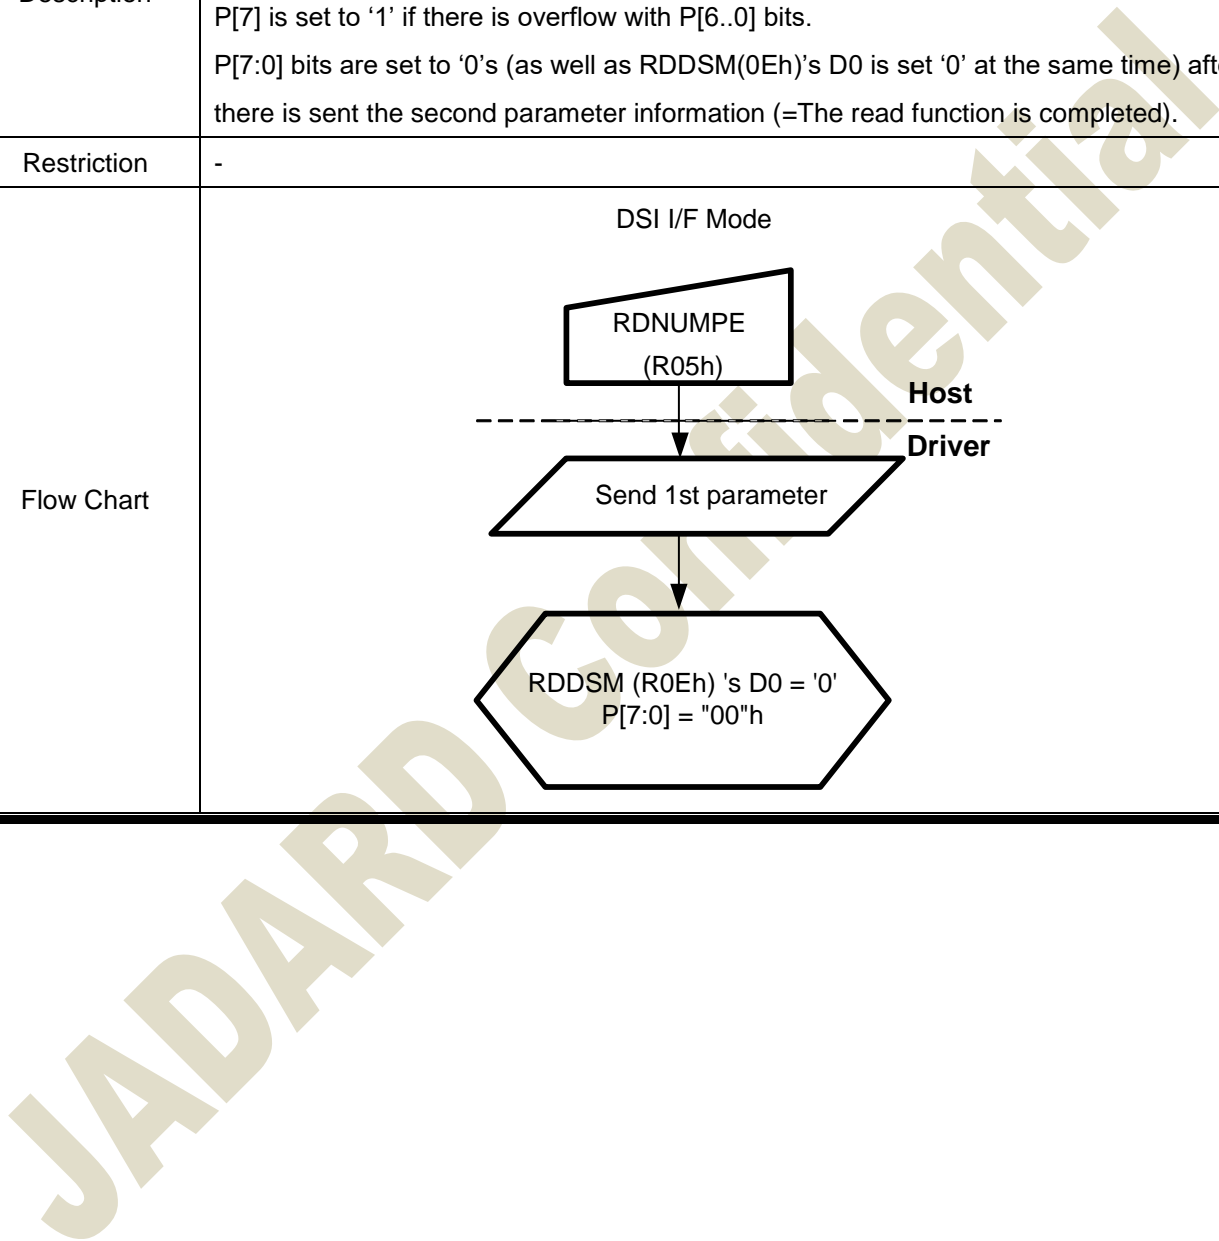 Description
P[7] is set to ‘1’ if there is overflow with P[6..0] bits.
P[7:0] bits are set to ‘0’s (as well as RDDSM(0Eh)’s D0 is set ‘0’ at the same time)
there is sent the second parameter information (=The read function is completed).
Restriction
-
Flow Chart
DSI I/F Mode
RDNUMPE
(R05h)
Host
Driver
Send 1st parameter
RDDSM (R0Eh) 's D0 = '0'
P[7:0] = "00"h
JADARD Confidential